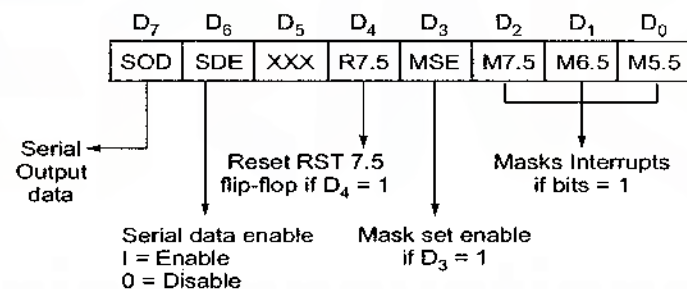 D7 D6 D5 D4 D3 D2 D1 D0
SOD SDE XXX R7.5 MSE M7.5 M6.5 M5.5
Serial
Output
data
Reset RST 7.5
flip-flop if D4 = 1
Masks Interrupts
if bits = 1
Serial data enable
I = Enable
0 = Disable
Mask set enable
if D3 = 1